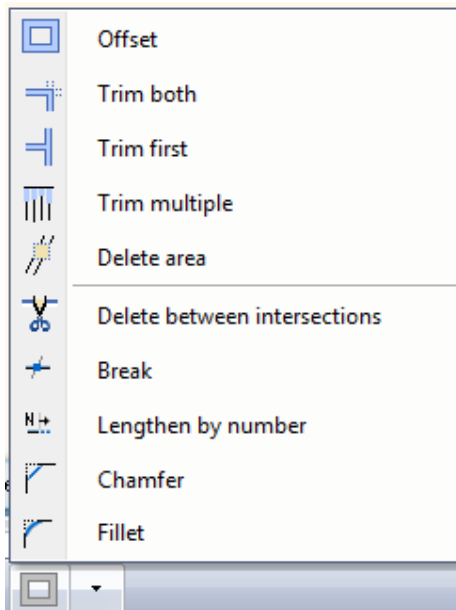 Offset
Trim both
Trim first
Trim multiple
Delete area
Delete between intersections
Break
N
Lengthen by number
Chamfer
Fillet